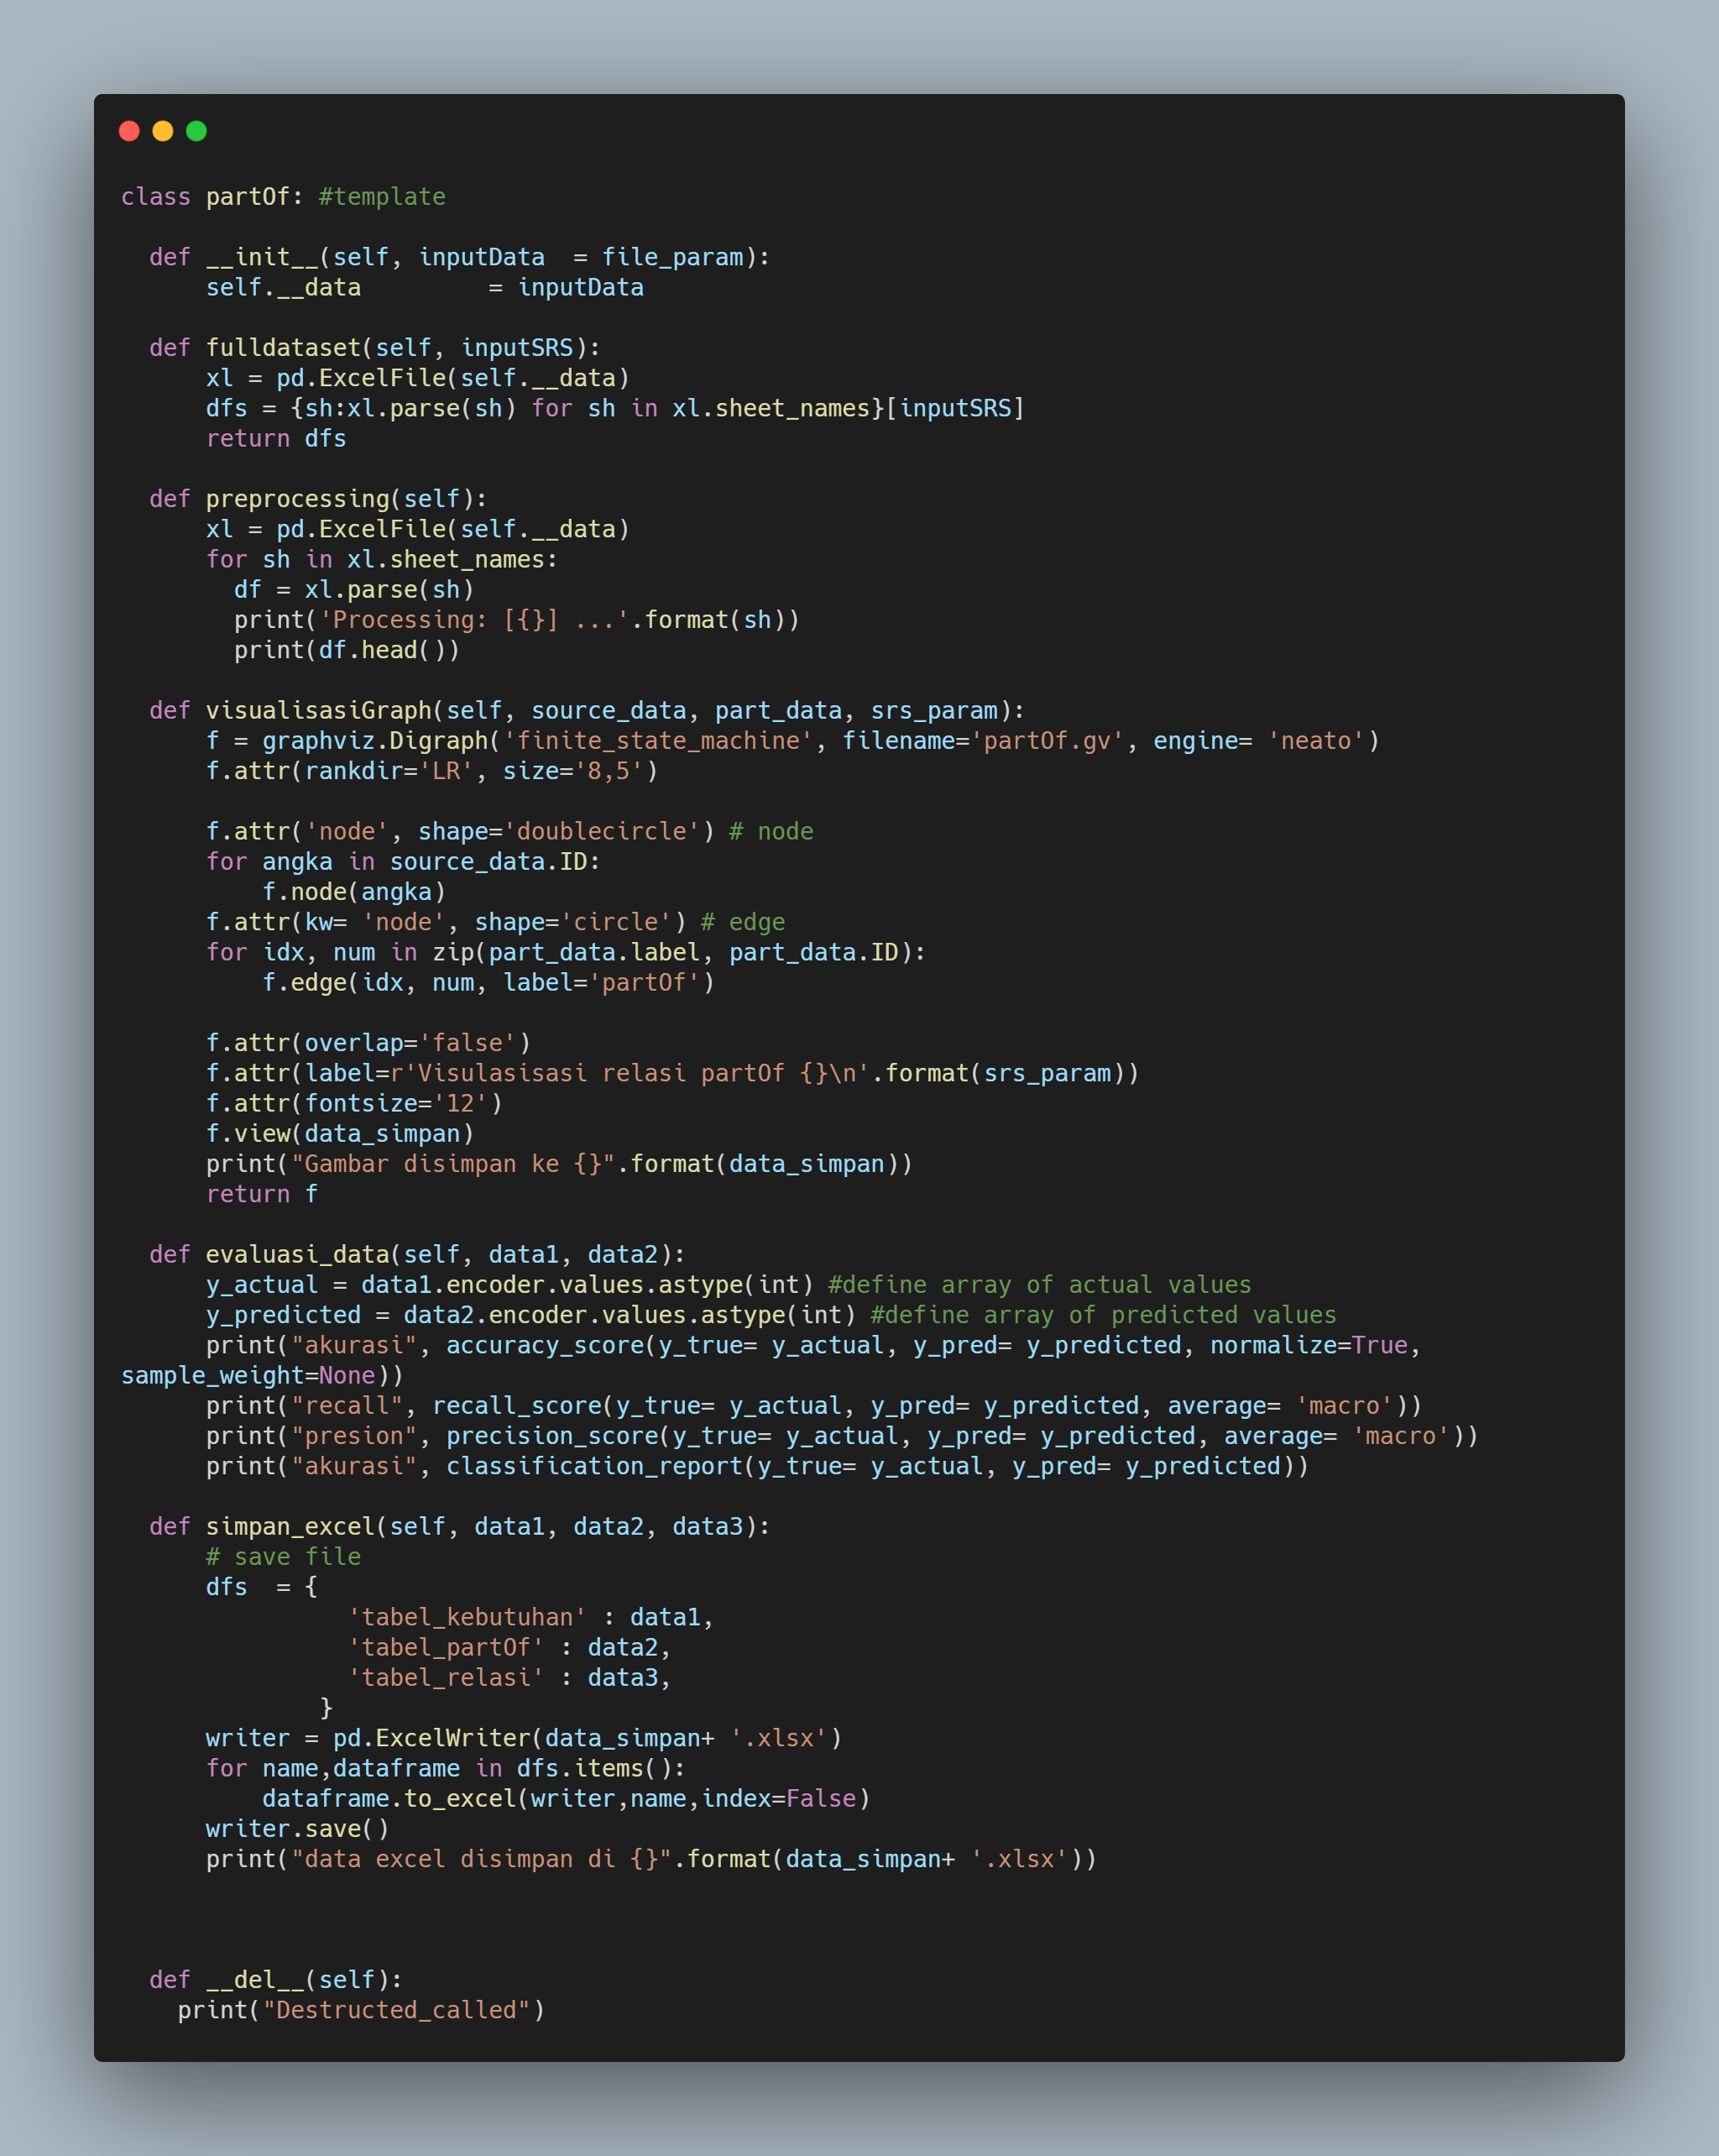 class partOf: #template

  def __init__(self, inputData  = file_param):
      self.__data         = inputData

  def fulldataset(self, inputSRS):
      xl = pd.ExcelFile(self.__data)
      dfs = {sh:xl.parse(sh) for sh in xl.sheet_names}[inputSRS]
      return dfs

  def preprocessing(self):
      xl = pd.ExcelFile(self.__data)
      for sh in xl.sheet_names:
        df = xl.parse(sh)
        print('Processing: [{}] ...'.format(sh))
        print(df.head())

  def visualisasiGraph(self, source_data, part_data, srs_param):
      f = graphviz.Digraph('finite_state_machine', filename='partOf.gv', engine= 'neato')
      f.attr(rankdir='LR', size='8,5')

      f.attr('node', shape='doublecircle') # node
      for angka in source_data.ID:
          f.node(angka)
      f.attr(kw= 'node', shape='circle') # edge
      for idx, num in zip(part_data.label, part_data.ID):
          f.edge(idx, num, label='partOf')

      f.attr(overlap='false')
      f.attr(label=r'Visulasisasi relasi partOf {}\n'.format(srs_param))
      f.attr(fontsize='12')
      f.view(data_simpan)
      print("Gambar disimpan ke {}".format(data_simpan))
      return f

  def evaluasi_data(self, data1, data2):
      y_actual = data1.encoder.values.astype(int) #define array of actual values
      y_predicted = data2.encoder.values.astype(int) #define array of predicted values
      print("akurasi", accuracy_score(y_true= y_actual, y_pred= y_predicted, normalize=True,
sample_weight=None))
      print("recall", recall_score(y_true= y_actual, y_pred= y_predicted, average= 'macro'))
      print("presion", precision_score(y_true= y_actual, y_pred= y_predicted, average= 'macro'))
      print("akurasi", classification_report(y_true= y_actual, y_pred= y_predicted))

  def simpan_excel(self, data1, data2, data3):
      # save file
      dfs  = {
                'tabel_kebutuhan' : data1,
                'tabel_partOf' : data2,
                'tabel_relasi' : data3,
              }
      writer = pd.ExcelWriter(data_simpan+ '.xlsx')
      for name,dataframe in dfs.items():
          dataframe.to_excel(writer,name,index=False)
      writer.save()
      print("data excel disimpan di {}".format(data_simpan+ '.xlsx'))

  def __del__(self):
    print("Destructed_called")